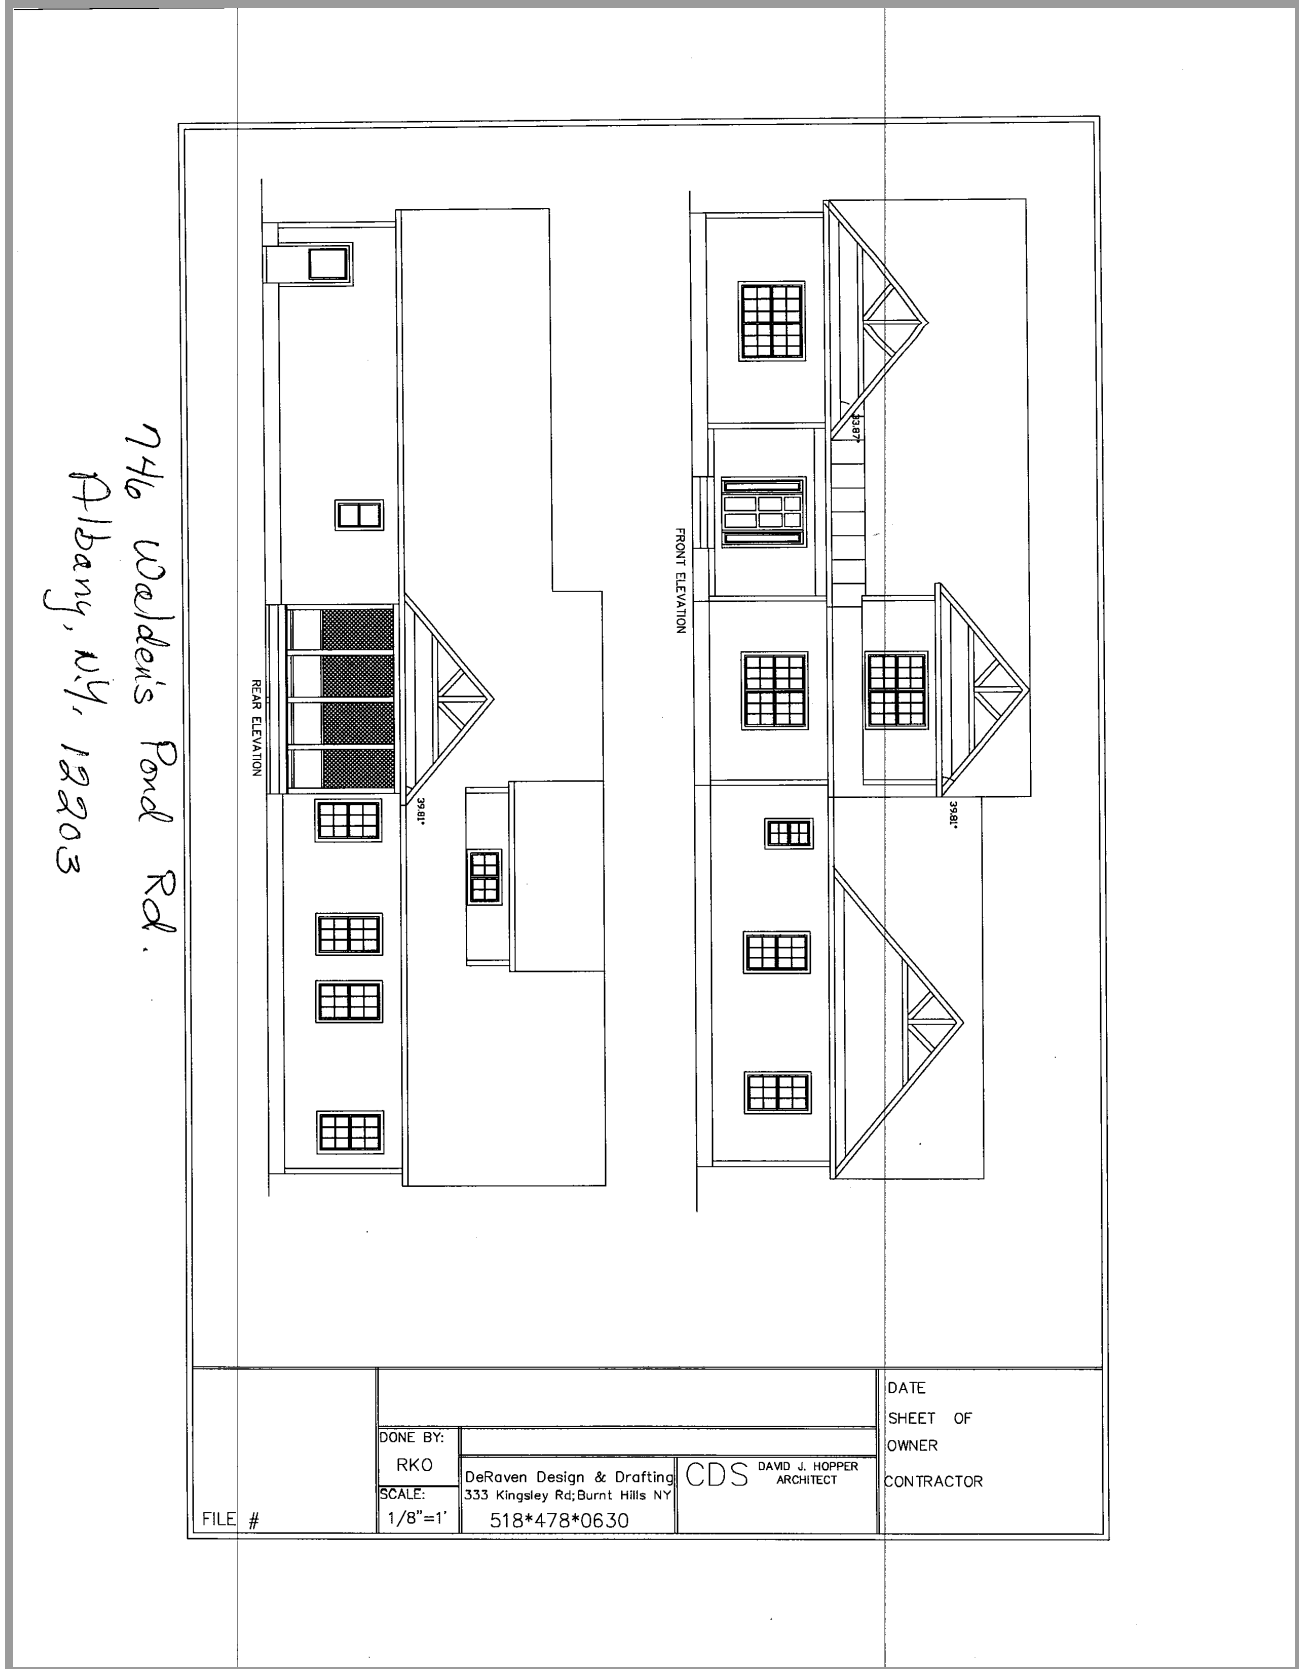 33.87°
39.81°
FRONT ELEVATION
39.81°
REAR ELEVATION
746 Walden's Pond Rd.
Albany, N.Y. 12203
DATE
SHEET OF
OWNER
CONTRACTOR
DONE BY:
RKO
SCALE:
1/8"=1'
DeRaven Design & Drafting
333 Kingsley Rd;Burnt Hills NY
518*478*0630
CDS
DAVID J. HOPPER
ARCHITECT
FILE #